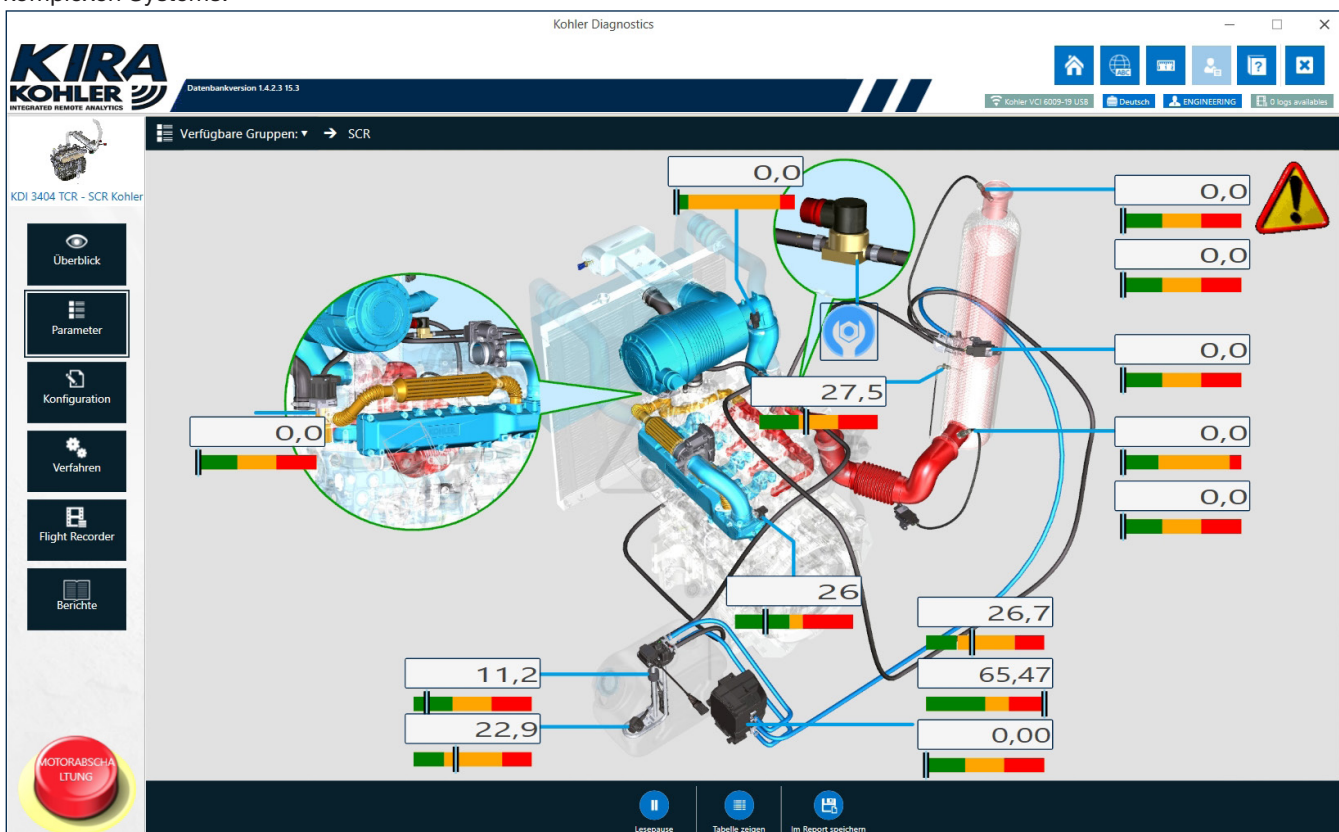 komplexen Systems.
Kohler Diagnostics
KIRA
KOHLER
INTEGRATED REMOTE ANALYTICS
Datenbankversion 1.4.2.3 15.3
ABC
?
Kohler VCI 6009-19 USB
Deutsch
ENGINEERING
0 logs availables
Verfügbare Gruppen:
SCR
KDI 3404 TCR - SCR Kohler
Überblick
Parameter
Konfiguration
Verfahren
Flight Recorder
Berichte
MOTORABSCHA
LTUNG
0,0
0,0
0,0
0,0
27,5
0,0
0,0
0,0
26
26,7
11,2
65,47
22,9
0,00
Lesepause
Tabelle zeigen
Im Report speichern